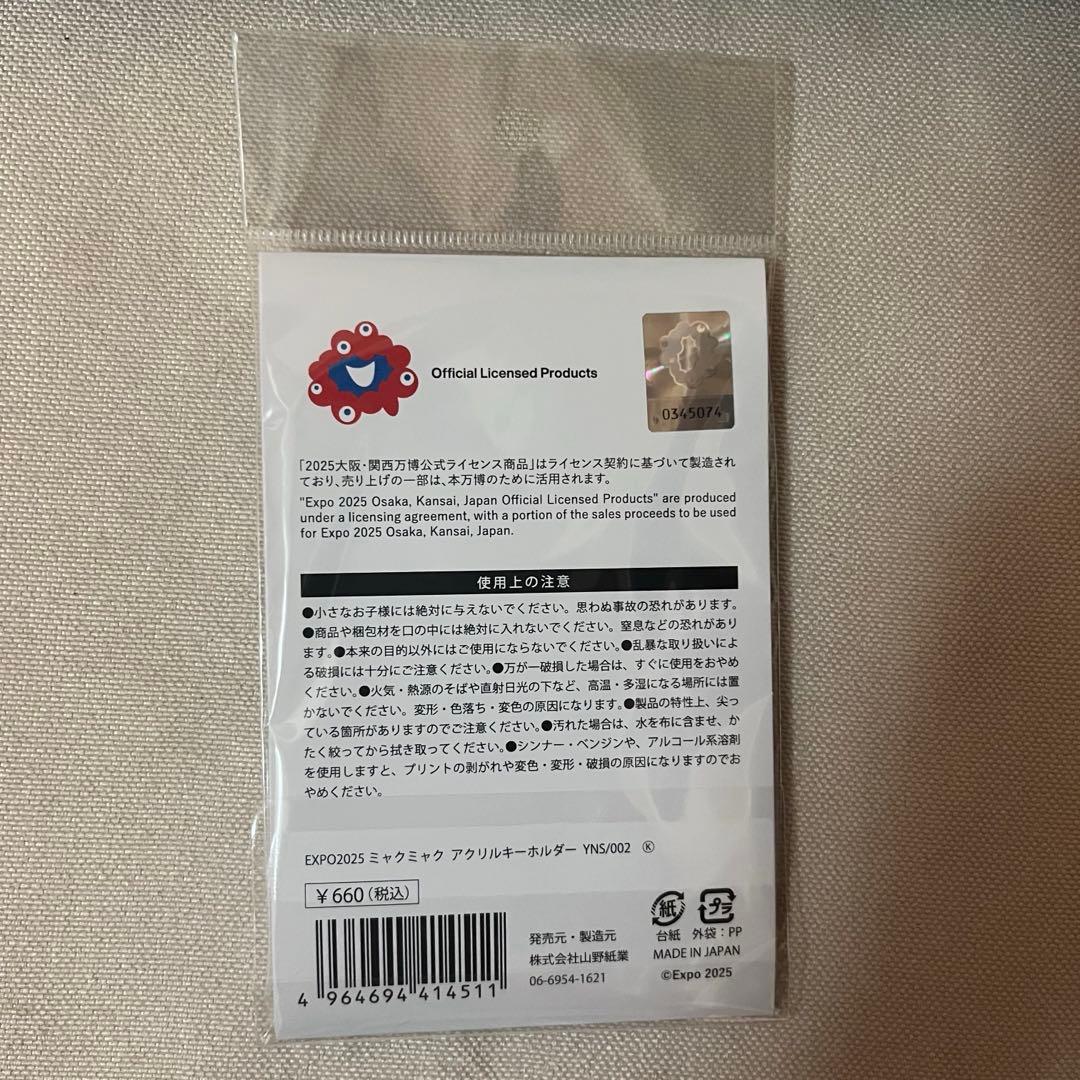 Official Licensed Products
0345074
「2025大阪・関西万博公式ライセンス商品」はライセンス契約に基づいて製造され
ており、売り上げの一部は、本万博のために活用されます。
"Expo 2025 Osaka, Kansai, Japan Official Licensed Products" are produced
under a licensing agreement, with a portion of the sales proceeds to be used
for Expo 2025 Osaka, Kansai, Japan.
使用上の注意
●小さなお子様には絶対に与えないでください。思わぬ事故の恐れがあります。
●商品や梱包材を口の中には絶対に入れないでください。窒息などの恐れがあり
ます。●本来の目的以外にはご使用にならないでください。●乱暴な取り扱いによ
る破損には十分にご注意ください。●万が一破損した場合は、すぐに使用をおやめ
ください。●火気・熱源のそばや直射日光の下など、高温・多湿になる場所には置
かないでください。変形・色落ち・変色の原因になります。●製品の特性上、尖っ
ている箇所がありますのでご注意ください。●汚れた場合は、水を布に含ませ、か
たく絞ってから拭き取ってください。●シンナー・ベンジンや、アルコール系溶剤
を使用しますと、プリントの剥がれや変色・変形・破損の原因になりますのでお
やめください。
EXPO2025 ミャクミャク アクリルキーホルダー YNS/002 Ⓚ
¥660(税込)
4 964694 414511
発売元・製造元
株式会社山野紙業
06-6954-1621
紙 プラ
台紙 外袋:PP
MADE IN JAPAN
©Expo 2025